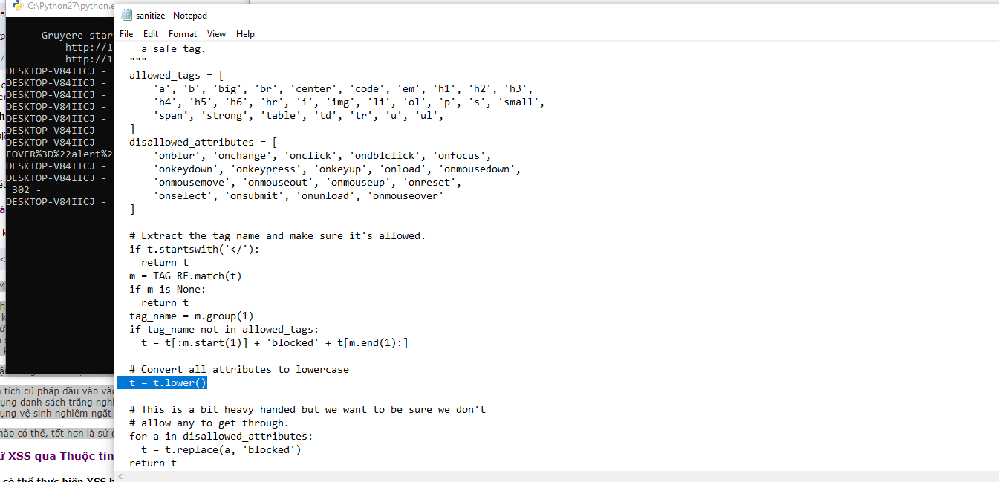 C:\Python27\python.e
Gruyere star
http://1
http://1
DESKTOP-V84IICJ -
DESKTOP-V84IICJ -
DESKTOP-V84IICJ -
DESKTOP-V84IICJ -
DESKTOP-V84IICJ -
DESKTOP-V84IICJ -
DESKTOP-V84IICJ -
EOVER%3D%22alert%2
DESKTOP-V84IICJ -
DESKTOP-V84IICJ -
302 -
DESKTOP-V84IICJ -
tích cú pháp đầu vào và
ụng danh sách trắng ngh
ụng vệ sinh nghiêm ngặt
nào có thể, tốt hơn là sử
ữ XSS qua Thuộc tín
có thể thực hiện XSS
sanitize - Notepad
File Edit Format View Help
a safe tag.
"""
allowed_tags = [
'a', 'b', 'big', 'br', 'center', 'code', 'em', 'h1', 'h2', 'h3',
'h4', 'h5', 'h6', 'hr', 'i', 'img', 'li', 'ol', 'p', 's', 'small',
'span', 'strong', 'table', 'td', 'tr', 'u', 'ul',
]
disallowed_attributes = [
'onblur', 'onchange', 'onclick', 'ondblclick', 'onfocus',
'onkeydown', 'onkeypress', 'onkeyup', 'onload', 'onmousedown',
'onmousemove', 'onmouseout', 'onmouseup', 'onreset',
'onselect', 'onsubmit', 'onunload', 'onmouseover'
]
# Extract the tag name and make sure it's allowed.
if t.startswith('</'):
return t
m = TAG_RE.match(t)
if m is None:
return t
tag_name = m.group(1)
if tag_name not in allowed_tags:
t = t[:m.start(1)] + 'blocked' + t[m.end(1):]
# Convert all attributes to lowercase
t = t.lower()
# This is a bit heavy handed but we want to be sure we don't
# allow any to get through.
for a in disallowed_attributes:
t = t.replace(a, 'blocked')
return t